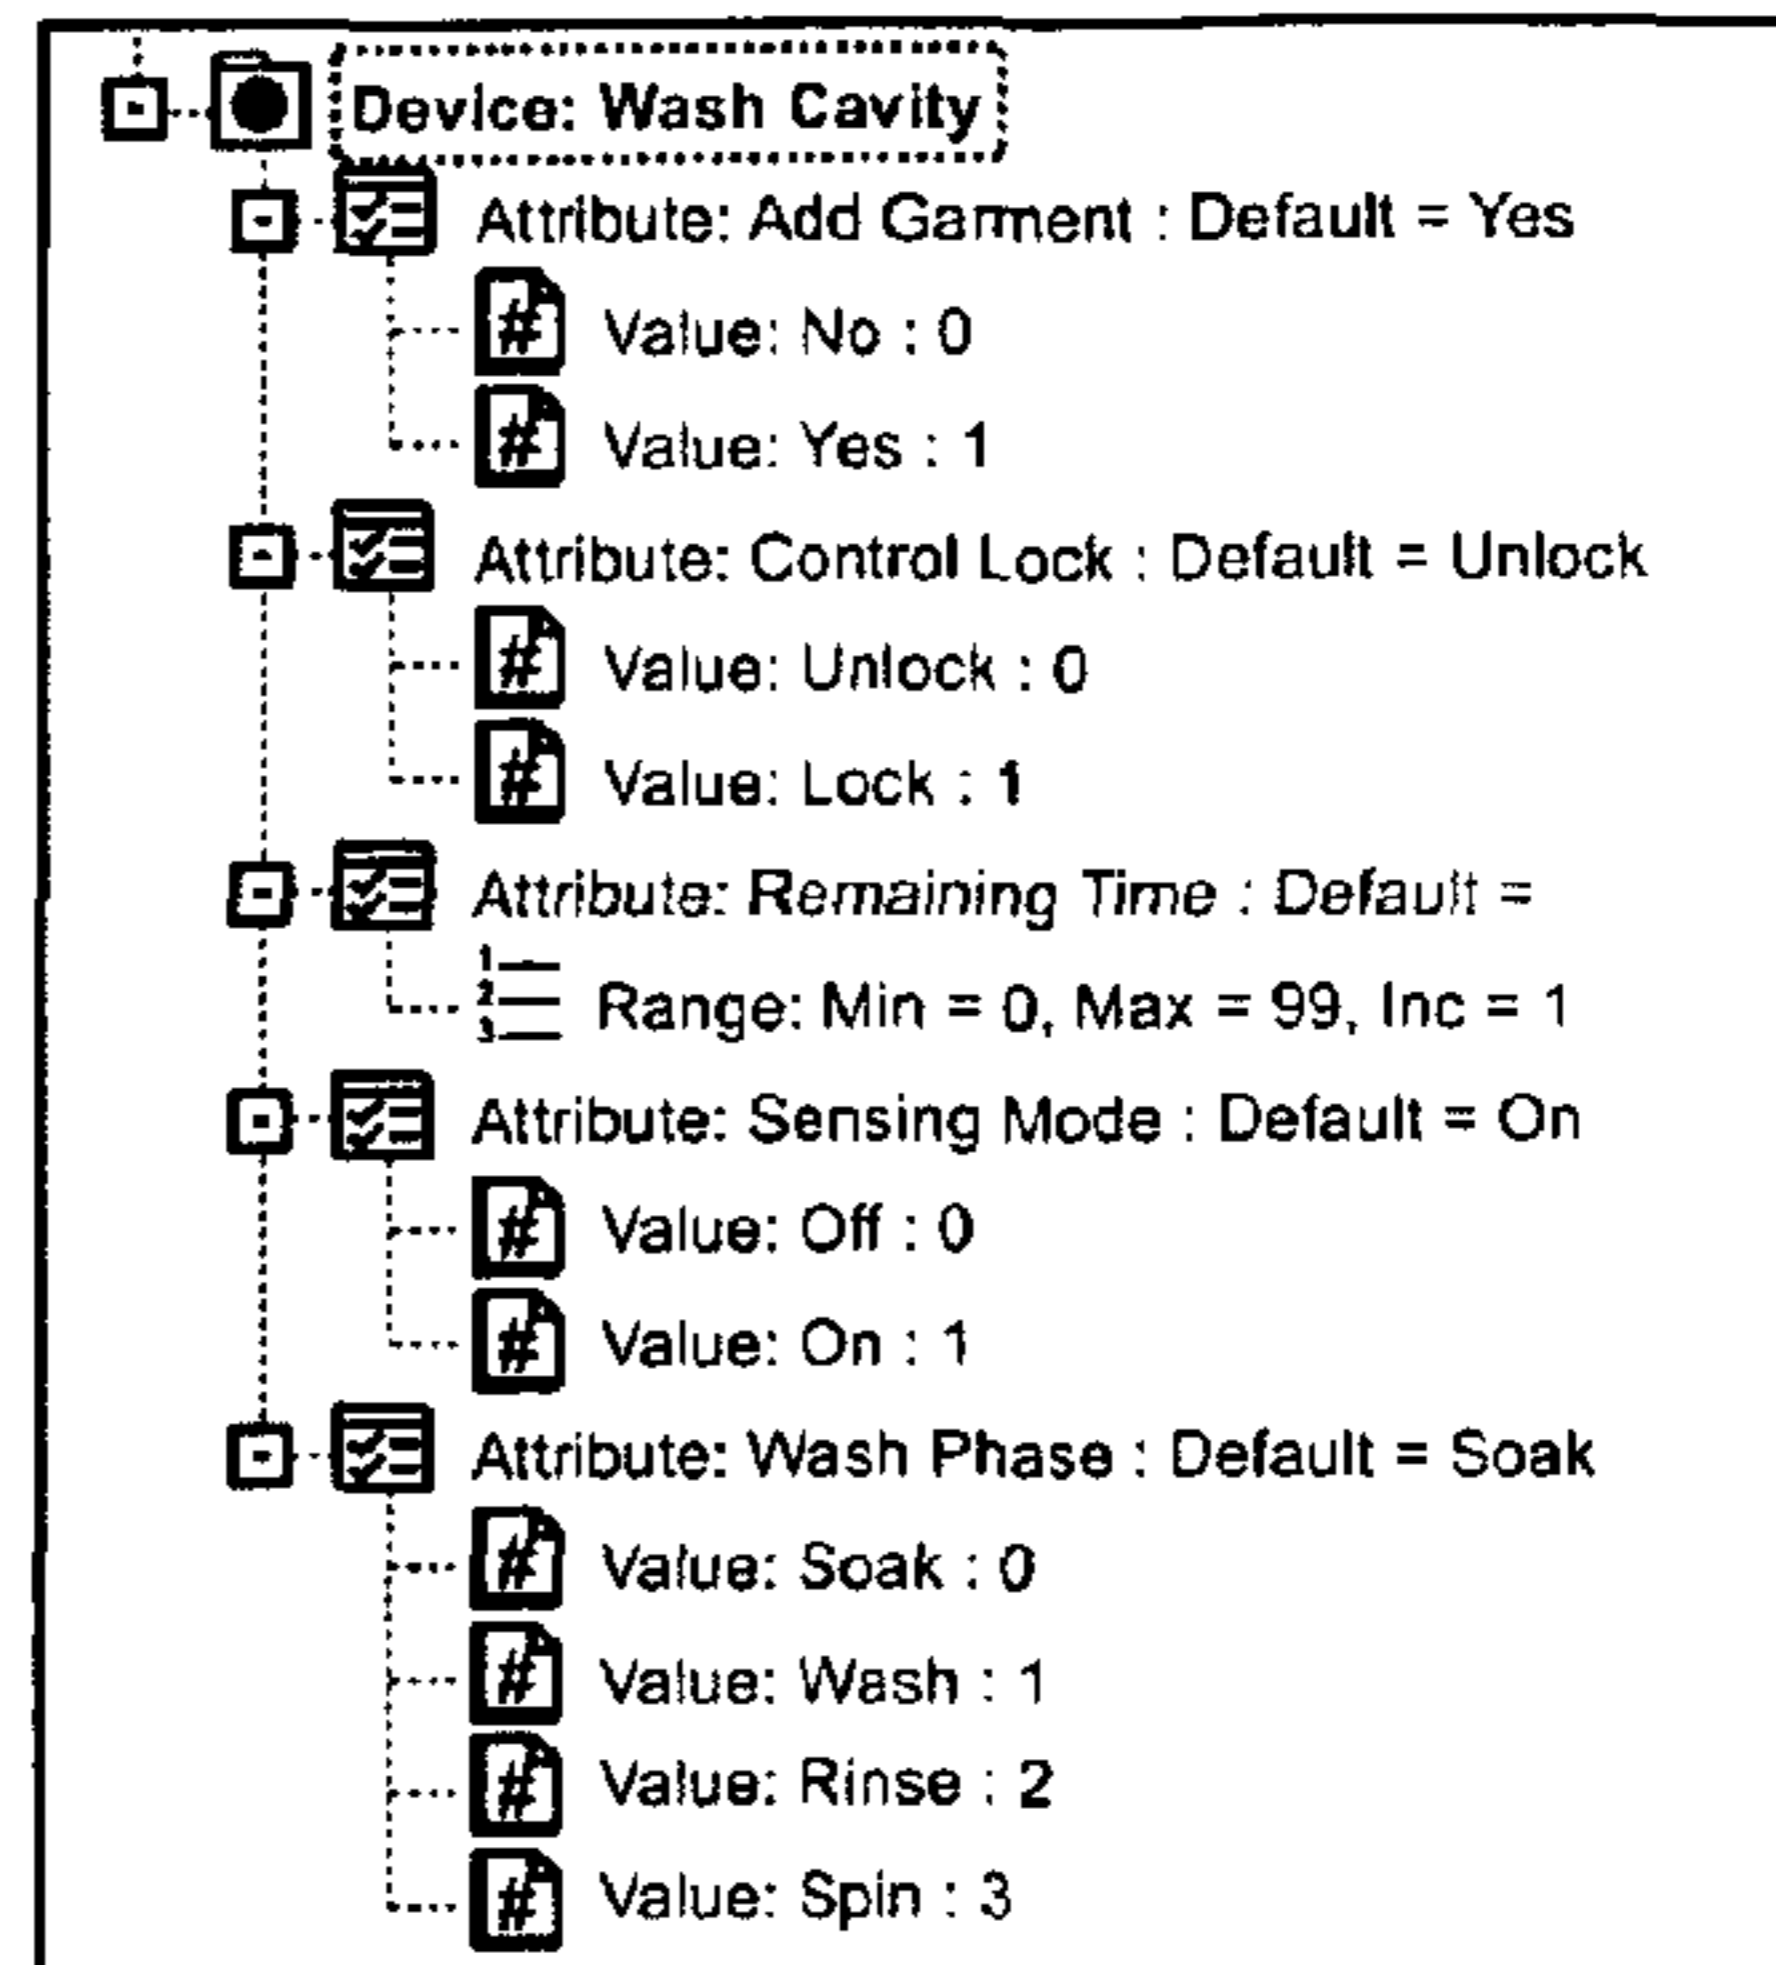 Device: Wash Cavity
Attribute: Add Garment : Default = Yes
# Value: No : 0
# Value: Yes : 1
Attribute: Control Lock : Default = Unlock
# Value: Unlock : 0
# Value: Lock : 1
Attribute: Remaining Time : Default =
1 2 3 Range: Min = 0, Max = 99, Inc = 1
Attribute: Sensing Mode : Default = On
# Value: Off : 0
# Value: On : 1
Attribute: Wash Phase : Default = Soak
# Value: Soak : 0
# Value: Wash : 1
# Value: Rinse : 2
# Value: Spin : 3